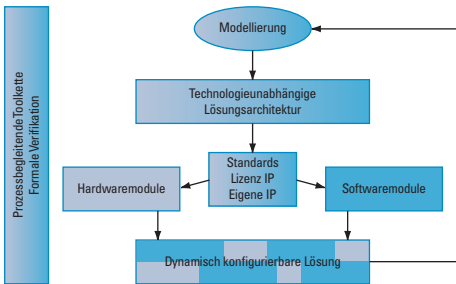 Prozessbegleitende Toolkette
Formale Verifikation
Modellierung
Technologieunabhängige
Lösungsarchitektur
Standards
Lizenz IP
Eigene IP
Hardwaremodule
Softwaremodule
Dynamisch konfigurierbare Lösung